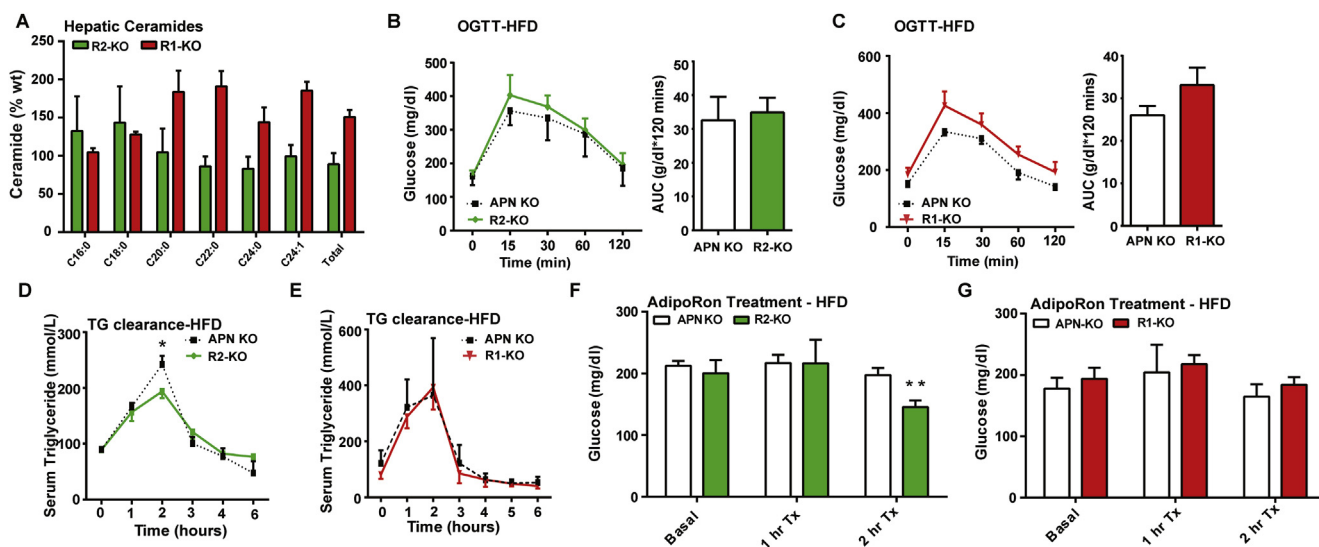 A
Hepatic Ceramides
R2-KO R1-KO
Ceramide (% wt)
250
200
150
100
50
0
C16:0 C18:0 C20:0 C22:0 C24:0 C24:1 Total
B
OGTT-HFD
Glucose (mg/dl)
600
500
400
300
200
100
0
APN KO
R2-KO
0 15 30 60 120
Time (min)
AUC (g/dl*120 mins)
50
40
30
20
10
0
APN KO R2-KO
C
OGTT-HFD
Glucose (mg/dl)
600
400
200
0
APN KO
R1-KO
0 15 30 60 120
Time (min)
AUC (g/dl*120 mins)
40
30
20
10
0
APN KO R1-KO
D
TG clearance-HFD
Serum Triglyceride (mmol/L)
300
200
100
0
*
APN KO
R2-KO
0 1 2 3 4 6
Time (hours)
E
TG clearance-HFD
Serum Triglyceride (mmol/L)
600
400
200
0
APN KO
R1-KO
0 1 2 3 4 5 6
Time (hours)
F
AdipoRon Treatment - HFD
APN KO R2-KO
Glucose (mg/dl)
300
200
100
0
**
Basal 1 hr Tx 2 hr Tx
G
AdipoRon Treatment - HFD
APN-KO R1-KO
Glucose (mg/dl)
300
200
100
0
Basal 1 hr Tx 2 hr Tx